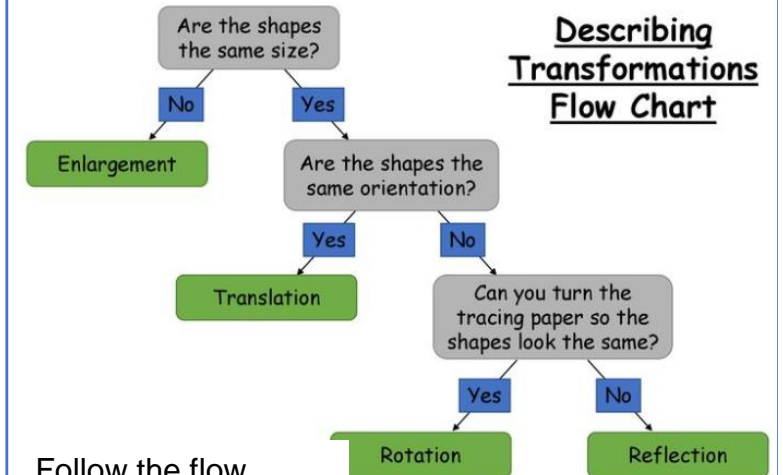 Are the shapes
the same size?
Describing
Transformations
Flow Chart
No
Yes
Enlargement
Are the shapes the
same orientation?
Yes
No
Translation
Can you turn the
tracing paper so the
shapes look the same?
Yes
No
Rotation
Reflection
Follow the flow